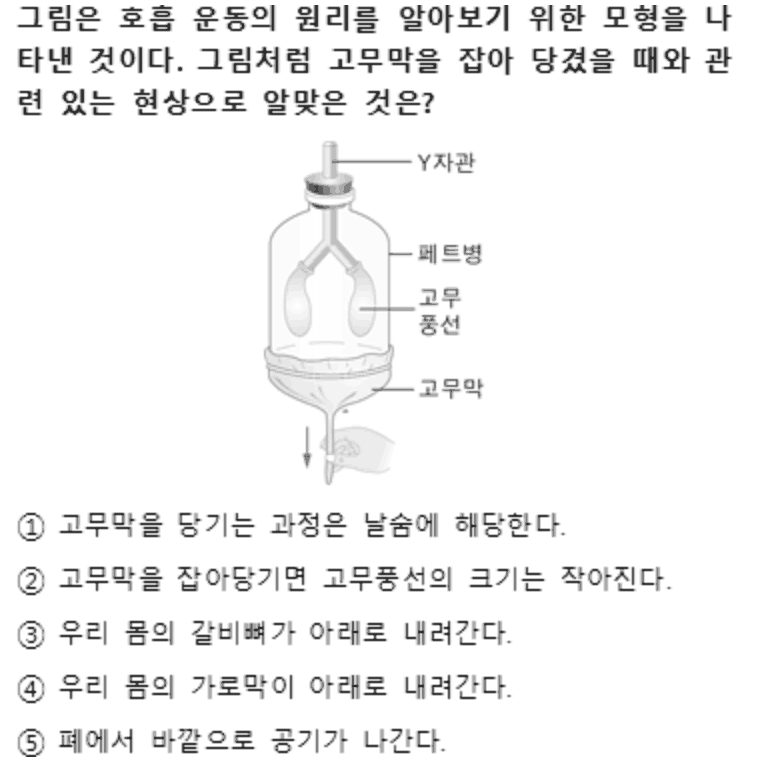 그림은 호흡 운동의 원리를 알아보기 위한 모형을 나
타낸 것이다. 그림처럼 고무막을 잡아 당겼을 때와 관
련 있는 현상으로 알맞은 것은?
Y자관
페트병
고무
풍선
고무막
① 고무막을 당기는 과정은 날숨에 해당한다.
② 고무막을 잡아당기면 고무풍선의 크기는 작아진다.
③ 우리 몸의 갈비뼈가 아래로 내려간다.
④ 우리 몸의 가로막이 아래로 내려간다.
⑤ 폐에서 바깥으로 공기가 나간다.